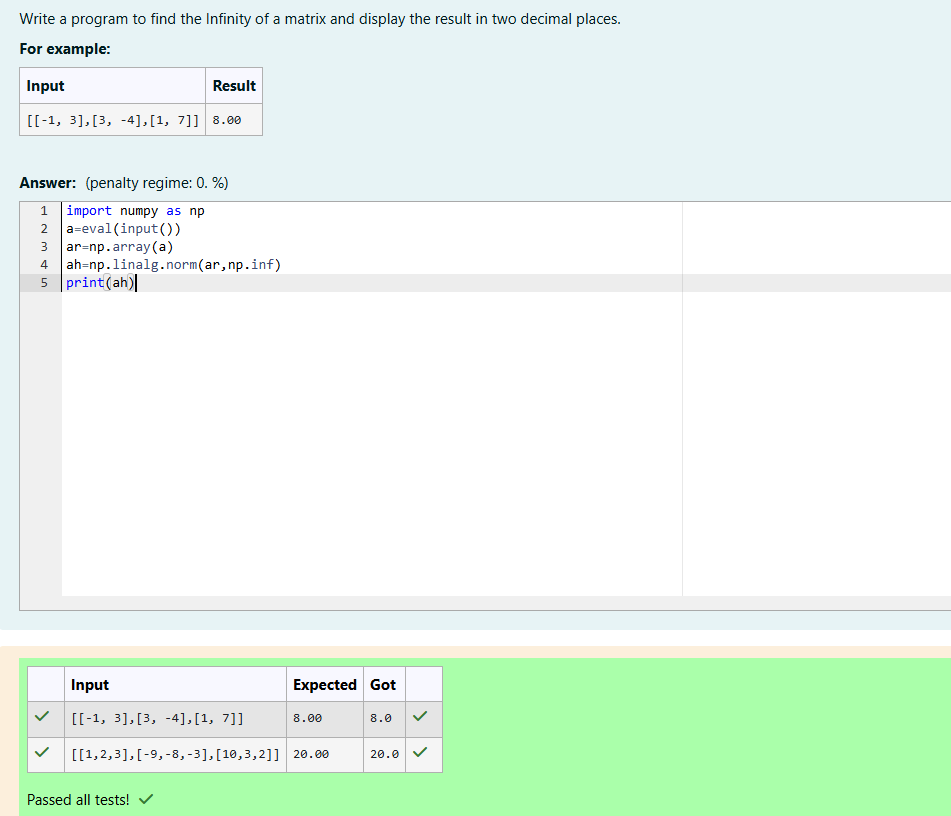 Write a program to find the Infinity of a matrix and display the result in two decimal places.
For example:
Input Result
[[-1, 3],[3, -4],[1, 7]] 8.00
Answer: (penalty regime: 0. %)
1 import numpy as np
2 a=eval(input())
3 ar=np.array(a)
4 ah=np.linalg.norm(ar,np.inf)
5 print(ah)
Input Expected Got
[[-1, 3],[3, -4],[1, 7]] 8.00 8.0
[[1,2,3],[-9,-8,-3],[10,3,2]] 20.00 20.0
Passed all tests!